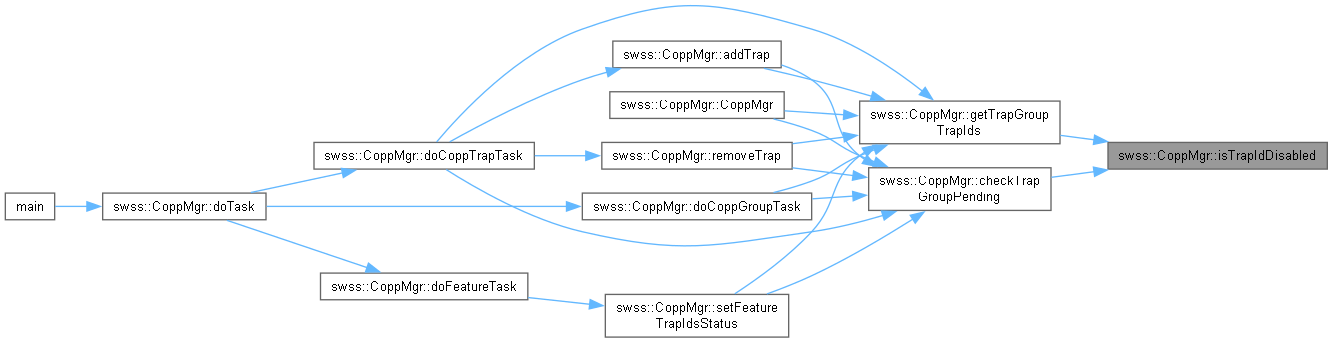 swss::CoppMgr::addTrap
swss::CoppMgr::CoppMgr
swss::CoppMgr::getTrapGroup
TrapIds
swss::CoppMgr::doCoppTrapTask
swss::CoppMgr::removeTrap
swss::CoppMgr::isTrapIdDisabled
swss::CoppMgr::checkTrap
GroupPending
main
swss::CoppMgr::doTask
swss::CoppMgr::doCoppGroupTask
swss::CoppMgr::doFeatureTask
swss::CoppMgr::setFeature
TrapIdsStatus